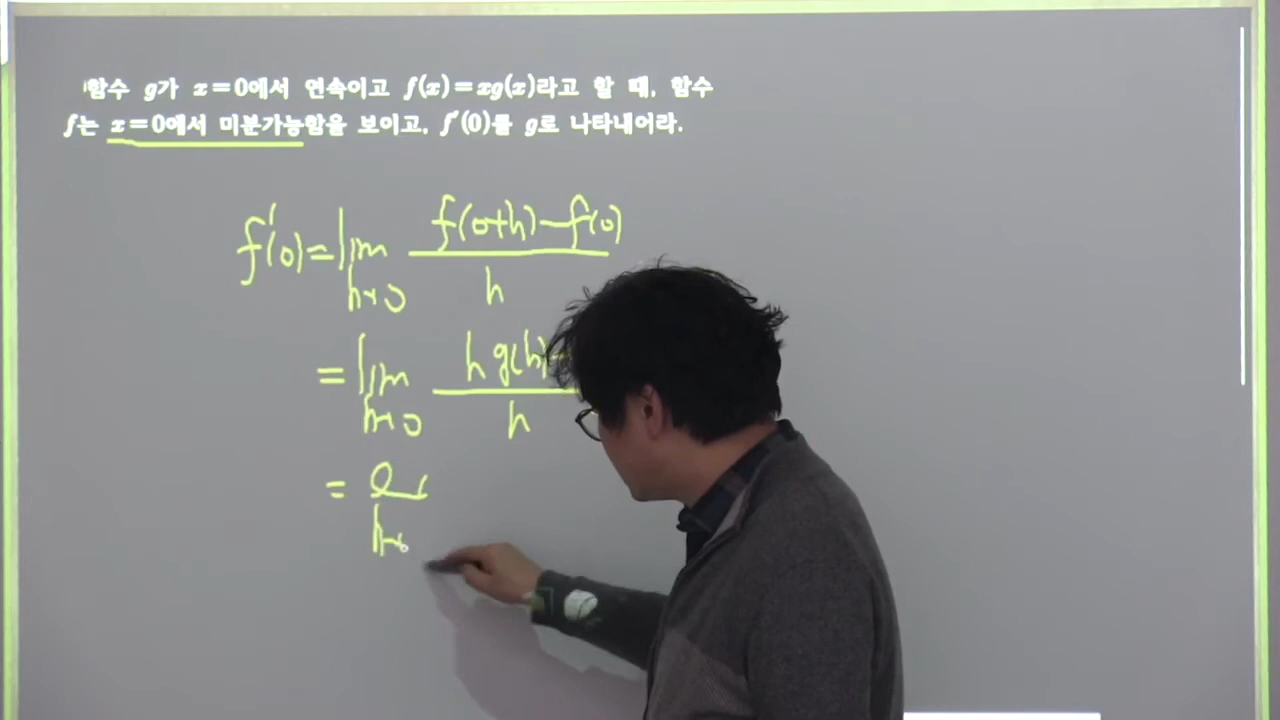 함수 g가 x=0에서 연속이고 f(x)=xg(x)라고 할 때, 함수
f는 x=0에서 미분가능함을 보이고, f′(0)를 g로 나타내어라.
f'(0)=lim f(0+h)-f(0)
h→0 h
=lim h g(h)-
h→0 h
= lim
h→0